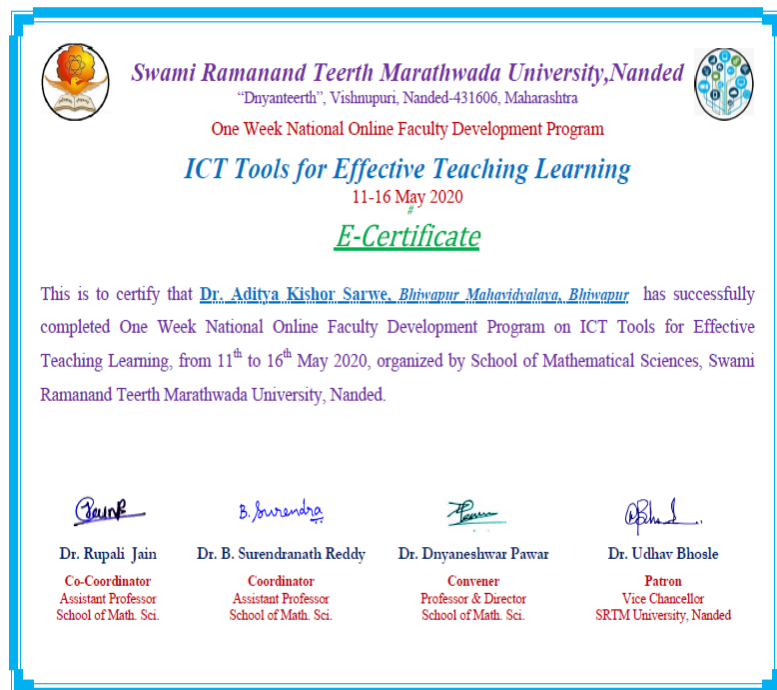 Swami Ramanand Teerth Marathwada University,Nanded
“Dnyanteerth”, Vishnupuri, Nanded-431606, Maharashtra
One Week National Online Faculty Development Program
ICT Tools for Effective Teaching Learning
11-16 May 2020
#
E-Certificate
This is to certify that Dr. Aditya Kishor Sarwe, Bhiwapur Mahavidyalaya, Bhiwapur has successfully
completed One Week National Online Faculty Development Program on ICT Tools for Effective
Teaching Learning, from 11th to 16th May 2020, organized by School of Mathematical Sciences, Swami
Ramanand Teerth Marathwada University, Nanded.
B. Surendra
Dr. Rupali Jain Dr. B. Surendranath Reddy Dr. Dnyaneshwar Pawar Dr. Udhav Bhosle
Co-Coordinator Coordinator Convener Patron
Assistant Professor Assistant Professor Professor & Director Vice Chancellor
School of Math. Sci. School of Math. Sci. School of Math. Sci. SRTM University, Nanded